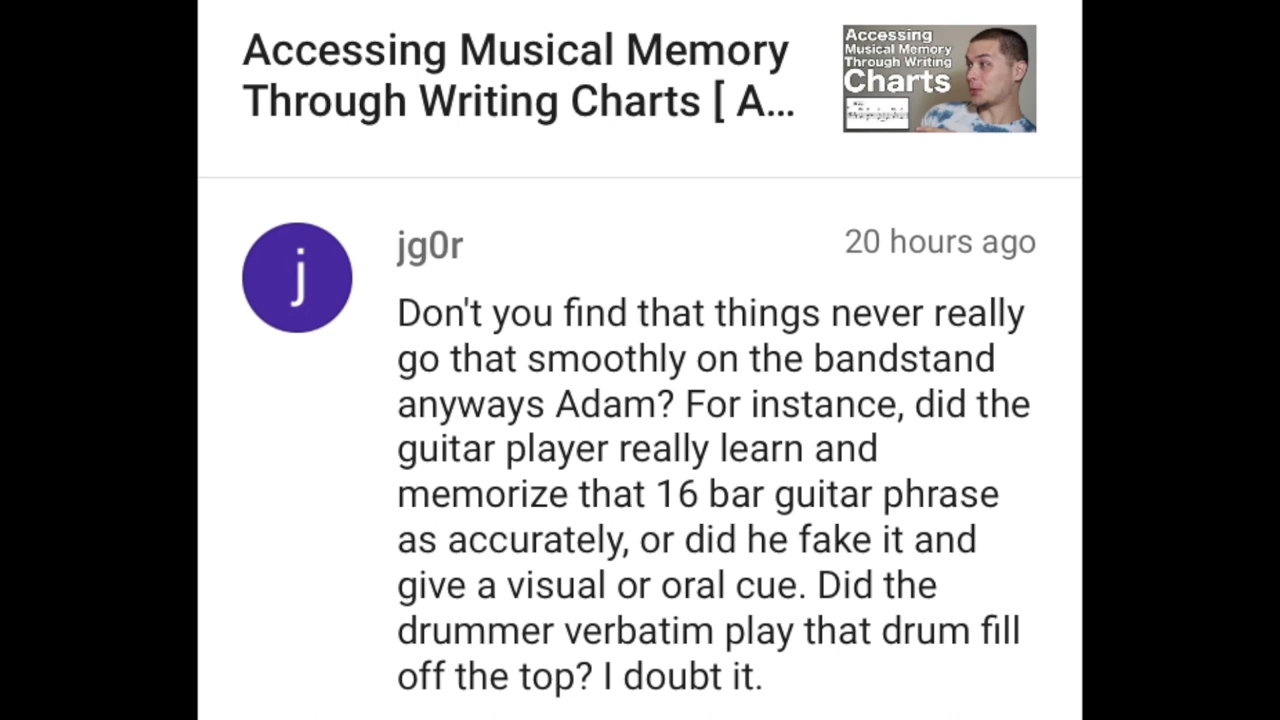 Accessing Musical Memory
Through Writing Charts [ A...
Accessing
Musical Memory
Through Writing
Charts
j
jg0r
20 hours ago
Don't you find that things never really
go that smoothly on the bandstand
anyways Adam? For instance, did the
guitar player really learn and
memorize that 16 bar guitar phrase
as accurately, or did he fake it and
give a visual or oral cue. Did the
drummer verbatim play that drum fill
off the top? I doubt it.